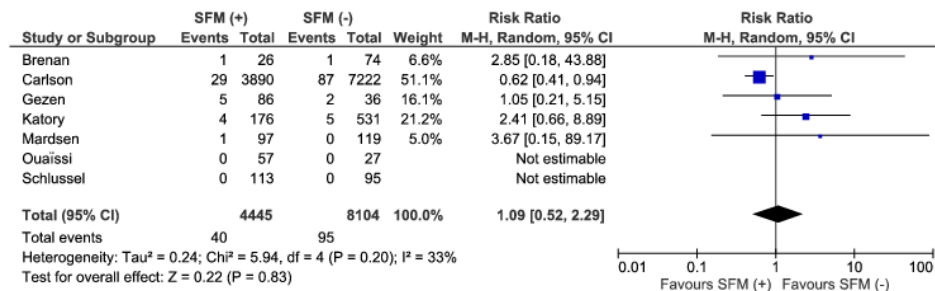 SFM (+) SFM (-) Risk Ratio Risk Ratio
Study or Subgroup Events Total Events Total Weight M-H, Random, 95% CI M-H, Random, 95% CI
Brenan 1 26 1 74 6.6% 2.85 [0.18, 43.88]
Carlson 29 3890 87 7222 51.1% 0.62 [0.41, 0.94]
Gezen 5 86 2 36 16.1% 1.05 [0.21, 5.15]
Katory 4 176 5 531 21.2% 2.41 [0.66, 8.89]
Mardsen 1 97 0 119 5.0% 3.67 [0.15, 89.17]
Ouaïssi 0 57 0 27 Not estimable
Schlussel 0 113 0 95 Not estimable
Total (95% CI) 4445 8104 100.0% 1.09 [0.52, 2.29]
Total events 40 95
Heterogeneity: Tau² = 0.24; Chi² = 5.94, df = 4 (P = 0.20); I² = 33%
Test for overall effect: Z = 0.22 (P = 0.83)
0.01 0.1 1 10 100
Favours SFM (+) Favours SFM (-)